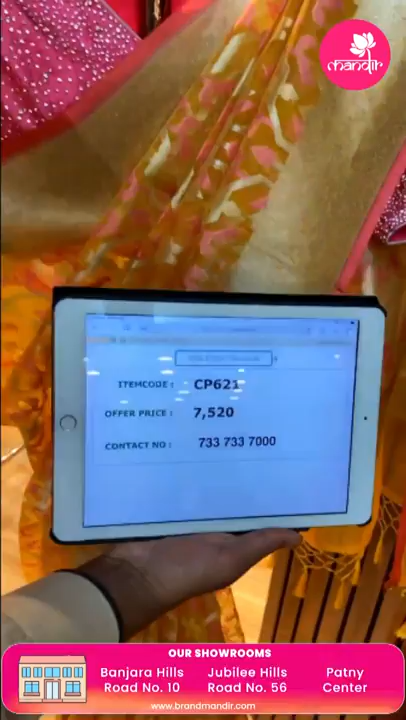 mandir
ITEMCODE : CP621
OFFER PRICE : 7,520
CONTACT NO : 733 733 7000
OUR SHOWROOMS
Banjara Hills Jubilee Hills Patny
Road No. 10 Road No. 56 Center
www.brandmandir.com